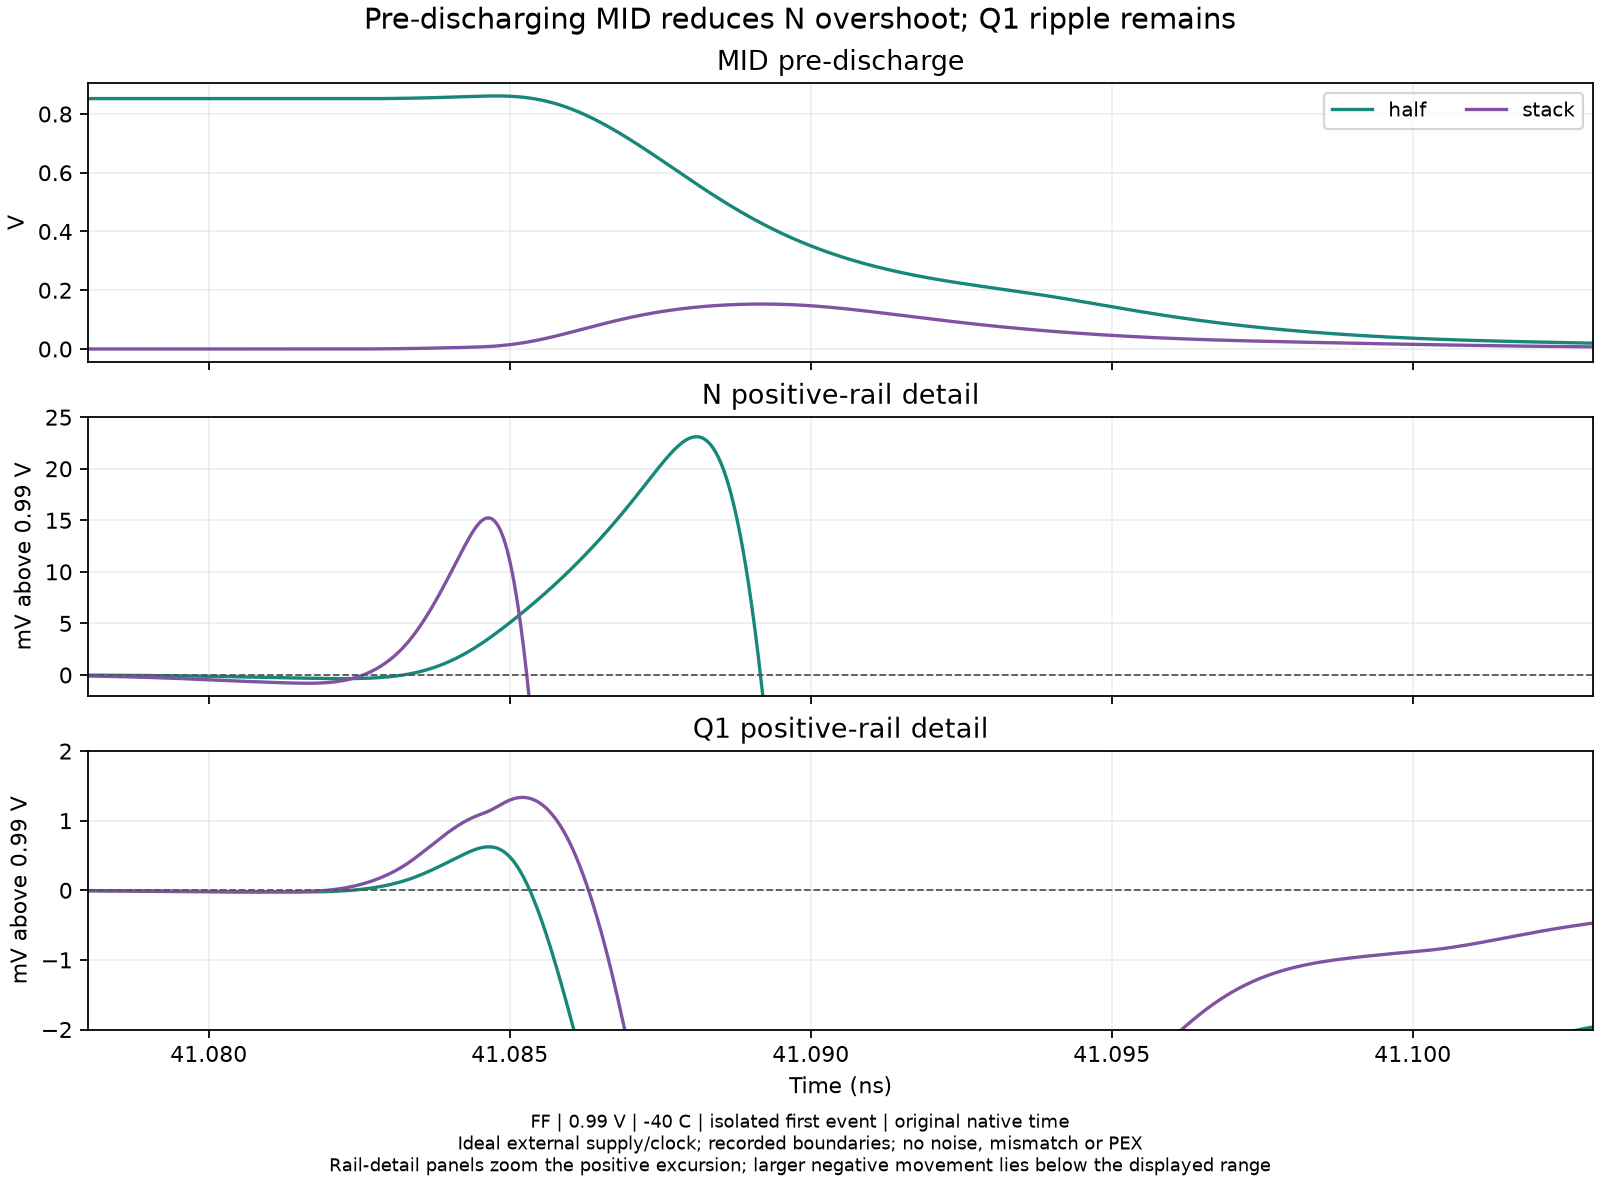 Pre-discharging MID reduces N overshoot; Q1 ripple remains
MID pre-discharge
half
stack
V
0.8
0.6
0.4
0.2
0.0
N positive-rail detail
mV above 0.99 V
25
20
15
10
5
0
Q1 positive-rail detail
mV above 0.99 V
2
1
0
−1
−2
41.080
41.085
41.090
41.095
41.100
Time (ns)
FF | 0.99 V | -40 C | isolated first event | original native time
Ideal external supply/clock; recorded boundaries; no noise, mismatch or PEX
Rail-detail panels zoom the positive excursion; larger negative movement lies below the displayed range